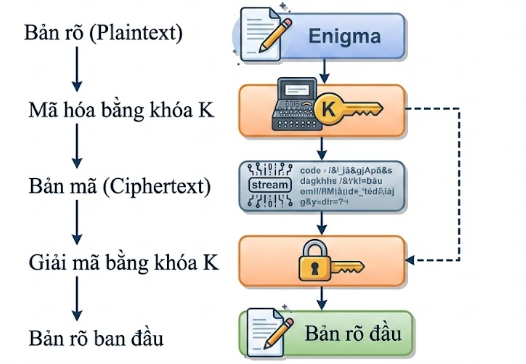 Bản rõ (Plaintext)
Enigma
Mã hóa bằng khóa K
K
Bản mã (Ciphertext)
stream
code
Giải mã bằng khóa K
Bản rõ ban đầu
Bản rõ đầu